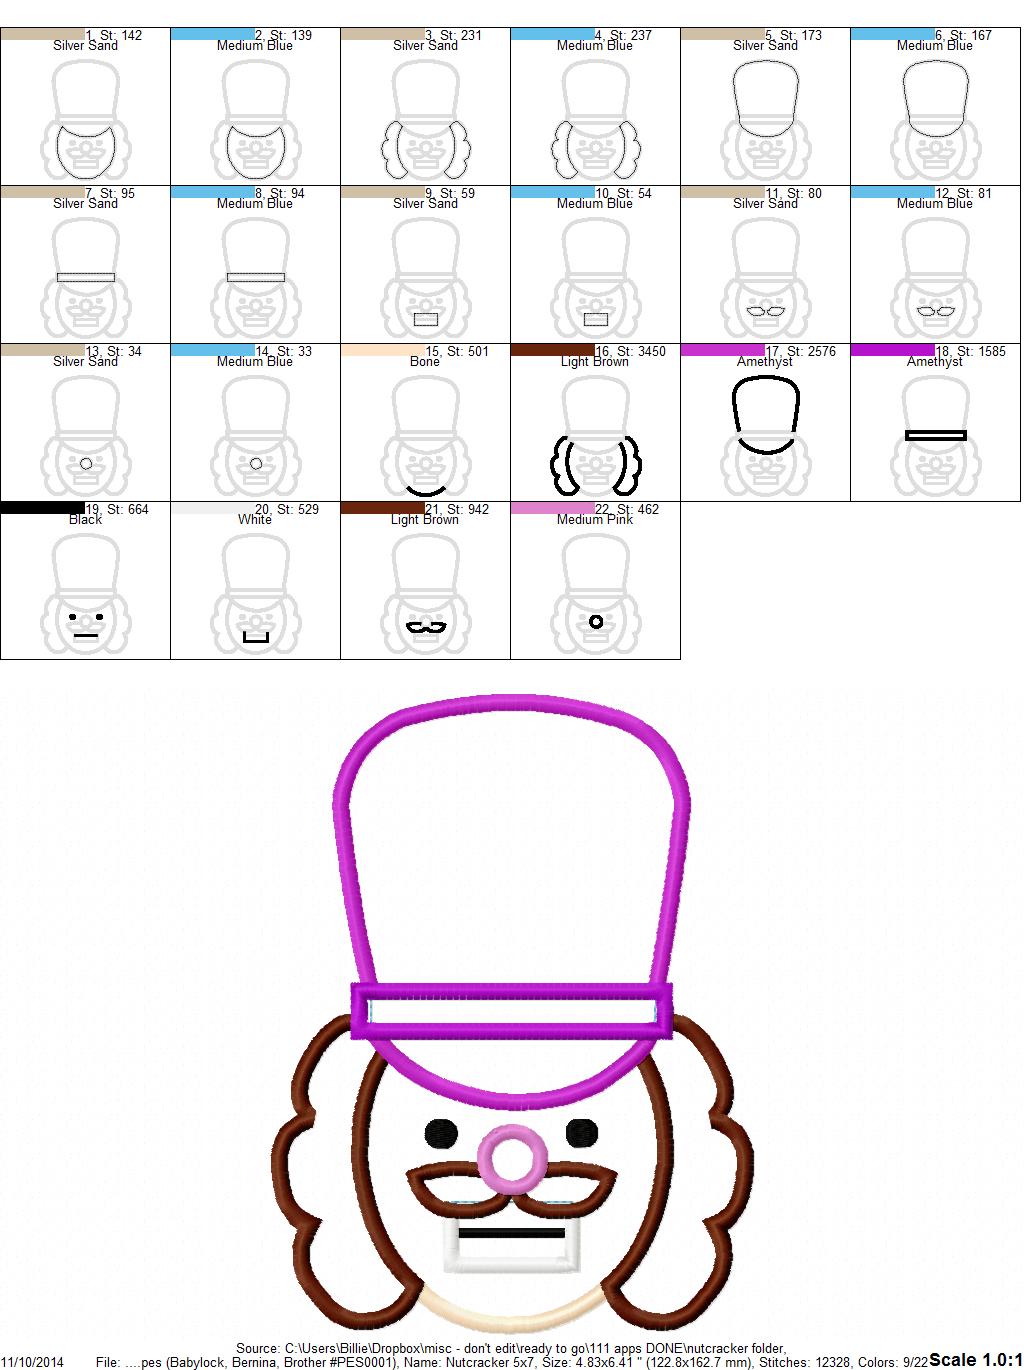 1, St: 142
Silver Sand
2, St: 139
Medium Blue
3, St: 231
Silver Sand
4, St: 237
Medium Blue
5, St: 173
Silver Sand
6, St: 167
Medium Blue
7, St: 95
Silver Sand
8, St: 94
Medium Blue
9, St: 59
Silver Sand
10, St: 54
Medium Blue
11, St: 80
Silver Sand
12, St: 81
Medium Blue
13, St: 34
Silver Sand
14, St: 33
Medium Blue
15, St: 501
Bone
16, St: 3450
Light Brown
17, St: 2576
Amethyst
18, St: 1585
Amethyst
19, St: 664
Black
20, St: 529
White
21, St: 942
Light Brown
22, St: 462
Medium Pink
Source: C:\Users\Billie\Dropbox\misc - don't edit\ready to go\111 apps DONE\nutcracker folder,
11/10/2014 File: ....pes (Babylock, Bernina, Brother #PES0001), Name: Nutcracker 5x7, Size: 4.83x6.41 " (122.8x162.7 mm), Stitches: 12328, Colors: 9/22 Scale 1.0:1